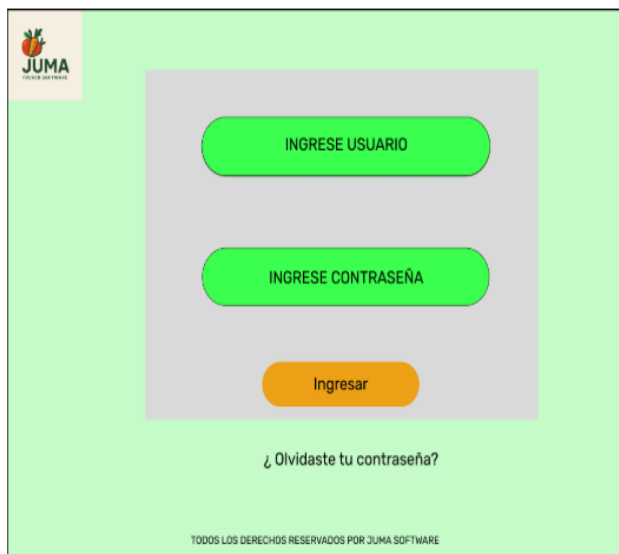 JUMA
INGRESE USUARIO
INGRESE CONTRASEÑA
Ingresar
¿ Olvidaste tu contraseña?
TODOS LOS DERECHOS RESERVADOS POR JUMA SOFTWARE